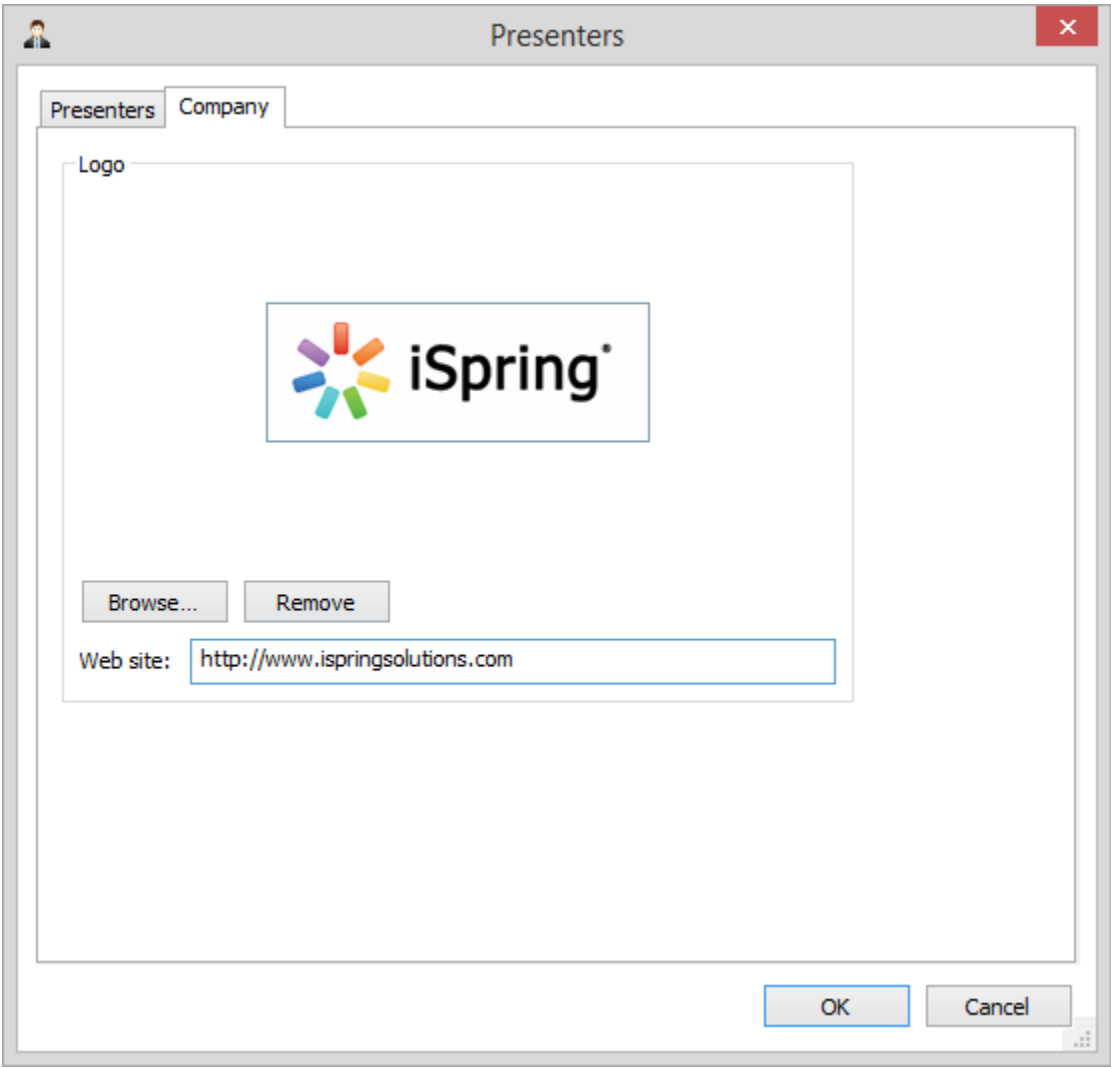 Presenters
Presenters Company
Logo
iSpring®
Browse... Remove
Web site: http://www.ispringsolutions.com
OK Cancel